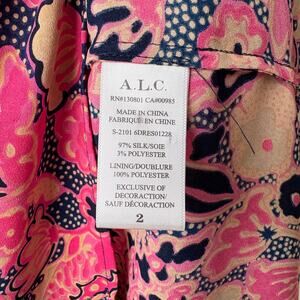 A.L.C.
RN#130801 CA#00985
MADE IN CHINA
FABRIQUÉ EN CHINE
S-2101 6DRES01228
97% SILK/SOIE
3% POLYESTER
LINING/DOUBLURE
100% POLYESTER
EXCLUSIVE OF
DECORATION/
SAUF DÉCORATION
2